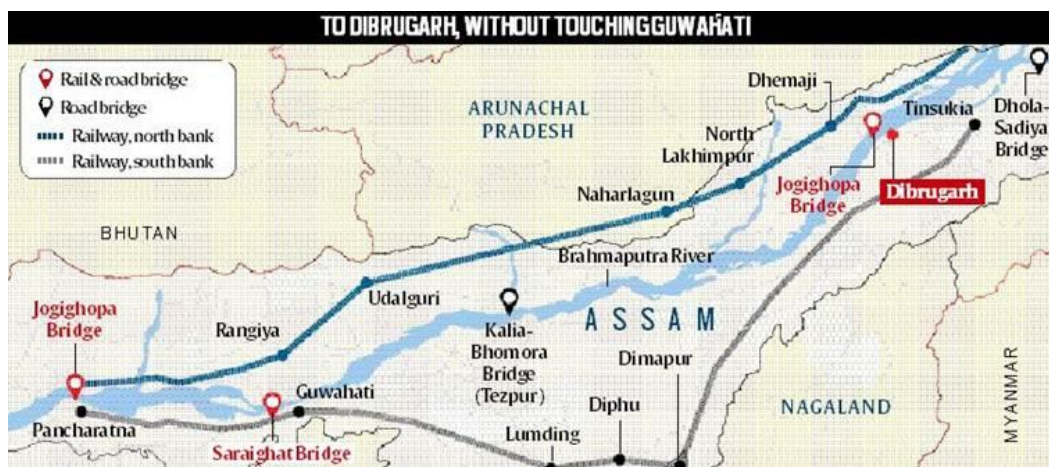 TO DIBRUGARH, WITHOUT TOUCHING GUWAHATI
Rail & road bridge
Road bridge
Railway, north bank
Railway, south bank
ARUNACHAL
PRADESH
Dhemaji
Tinsukia
Dhola-
Sadiya
Bridge
North
Lakhimpur
Jogighopa
Bridge
Dibrugarh
Naharlagun
BHUTAN
Brahmaputra River
Udalguri
Jogighopa
Bridge
Rangiya
ASSAM
Kalia-
Bhomora
Bridge
(Tezpur)
Dimapur
Guwahati
Diphu
NAGALAND
MYANMAR
Pancharatna
Saraighat Bridge
Lumding